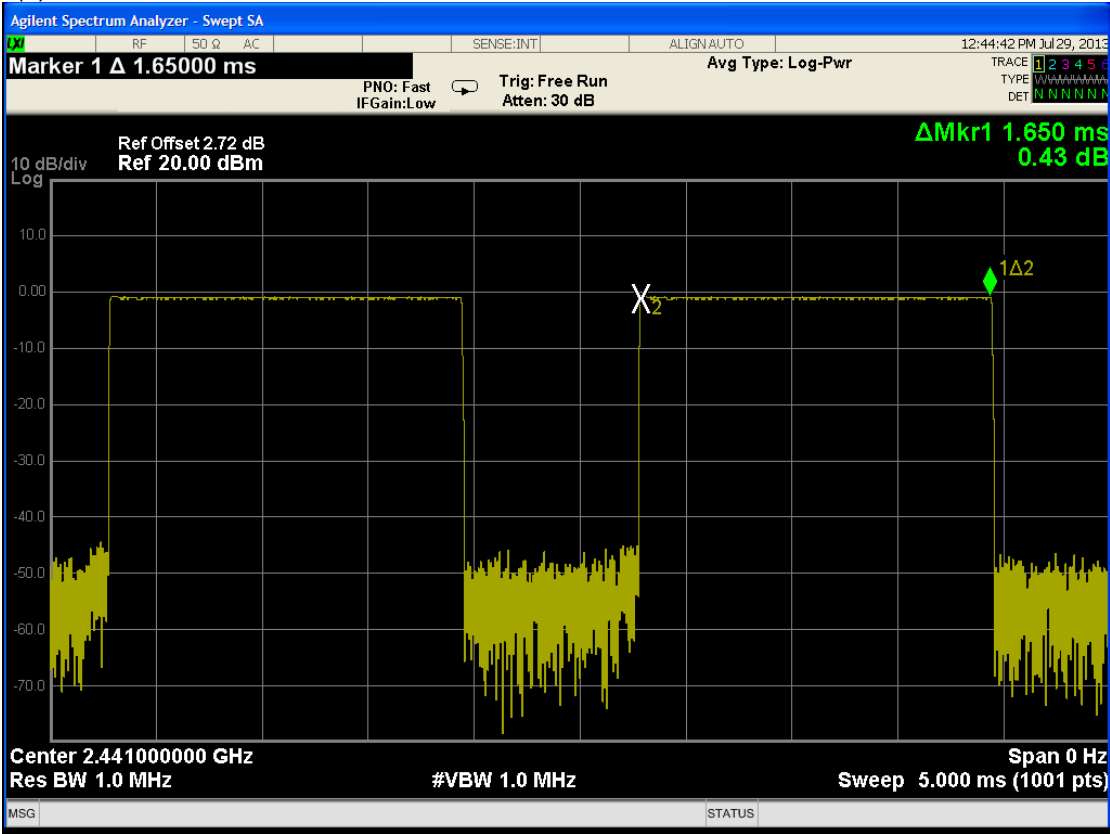 Agilent Spectrum Analyzer - Swept SA
LXI RF 50 Ω AC SENSE:INT ALIGNAUTO 12:44:42 PM Jul 29, 2013
Marker 1 Δ 1.65000 ms
PNO: Fast
IFGain:Low
Trig: Free Run
Atten: 30 dB
Avg Type: Log-Pwr
TRACE 1 2 3 4 5 6
TYPE
DET N N N N N N
ΔMkr1 1.650 ms
0.43 dB
Ref Offset 2.72 dB
10 dB/div Ref 20.00 dBm
Log
10.0
0.00
-10.0
-20.0
-30.0
-40.0
-50.0
-60.0
-70.0
X2
1Δ2
Center 2.441000000 GHz Span 0 Hz
Res BW 1.0 MHz #VBW 1.0 MHz Sweep 5.000 ms (1001 pts)
MSG STATUS